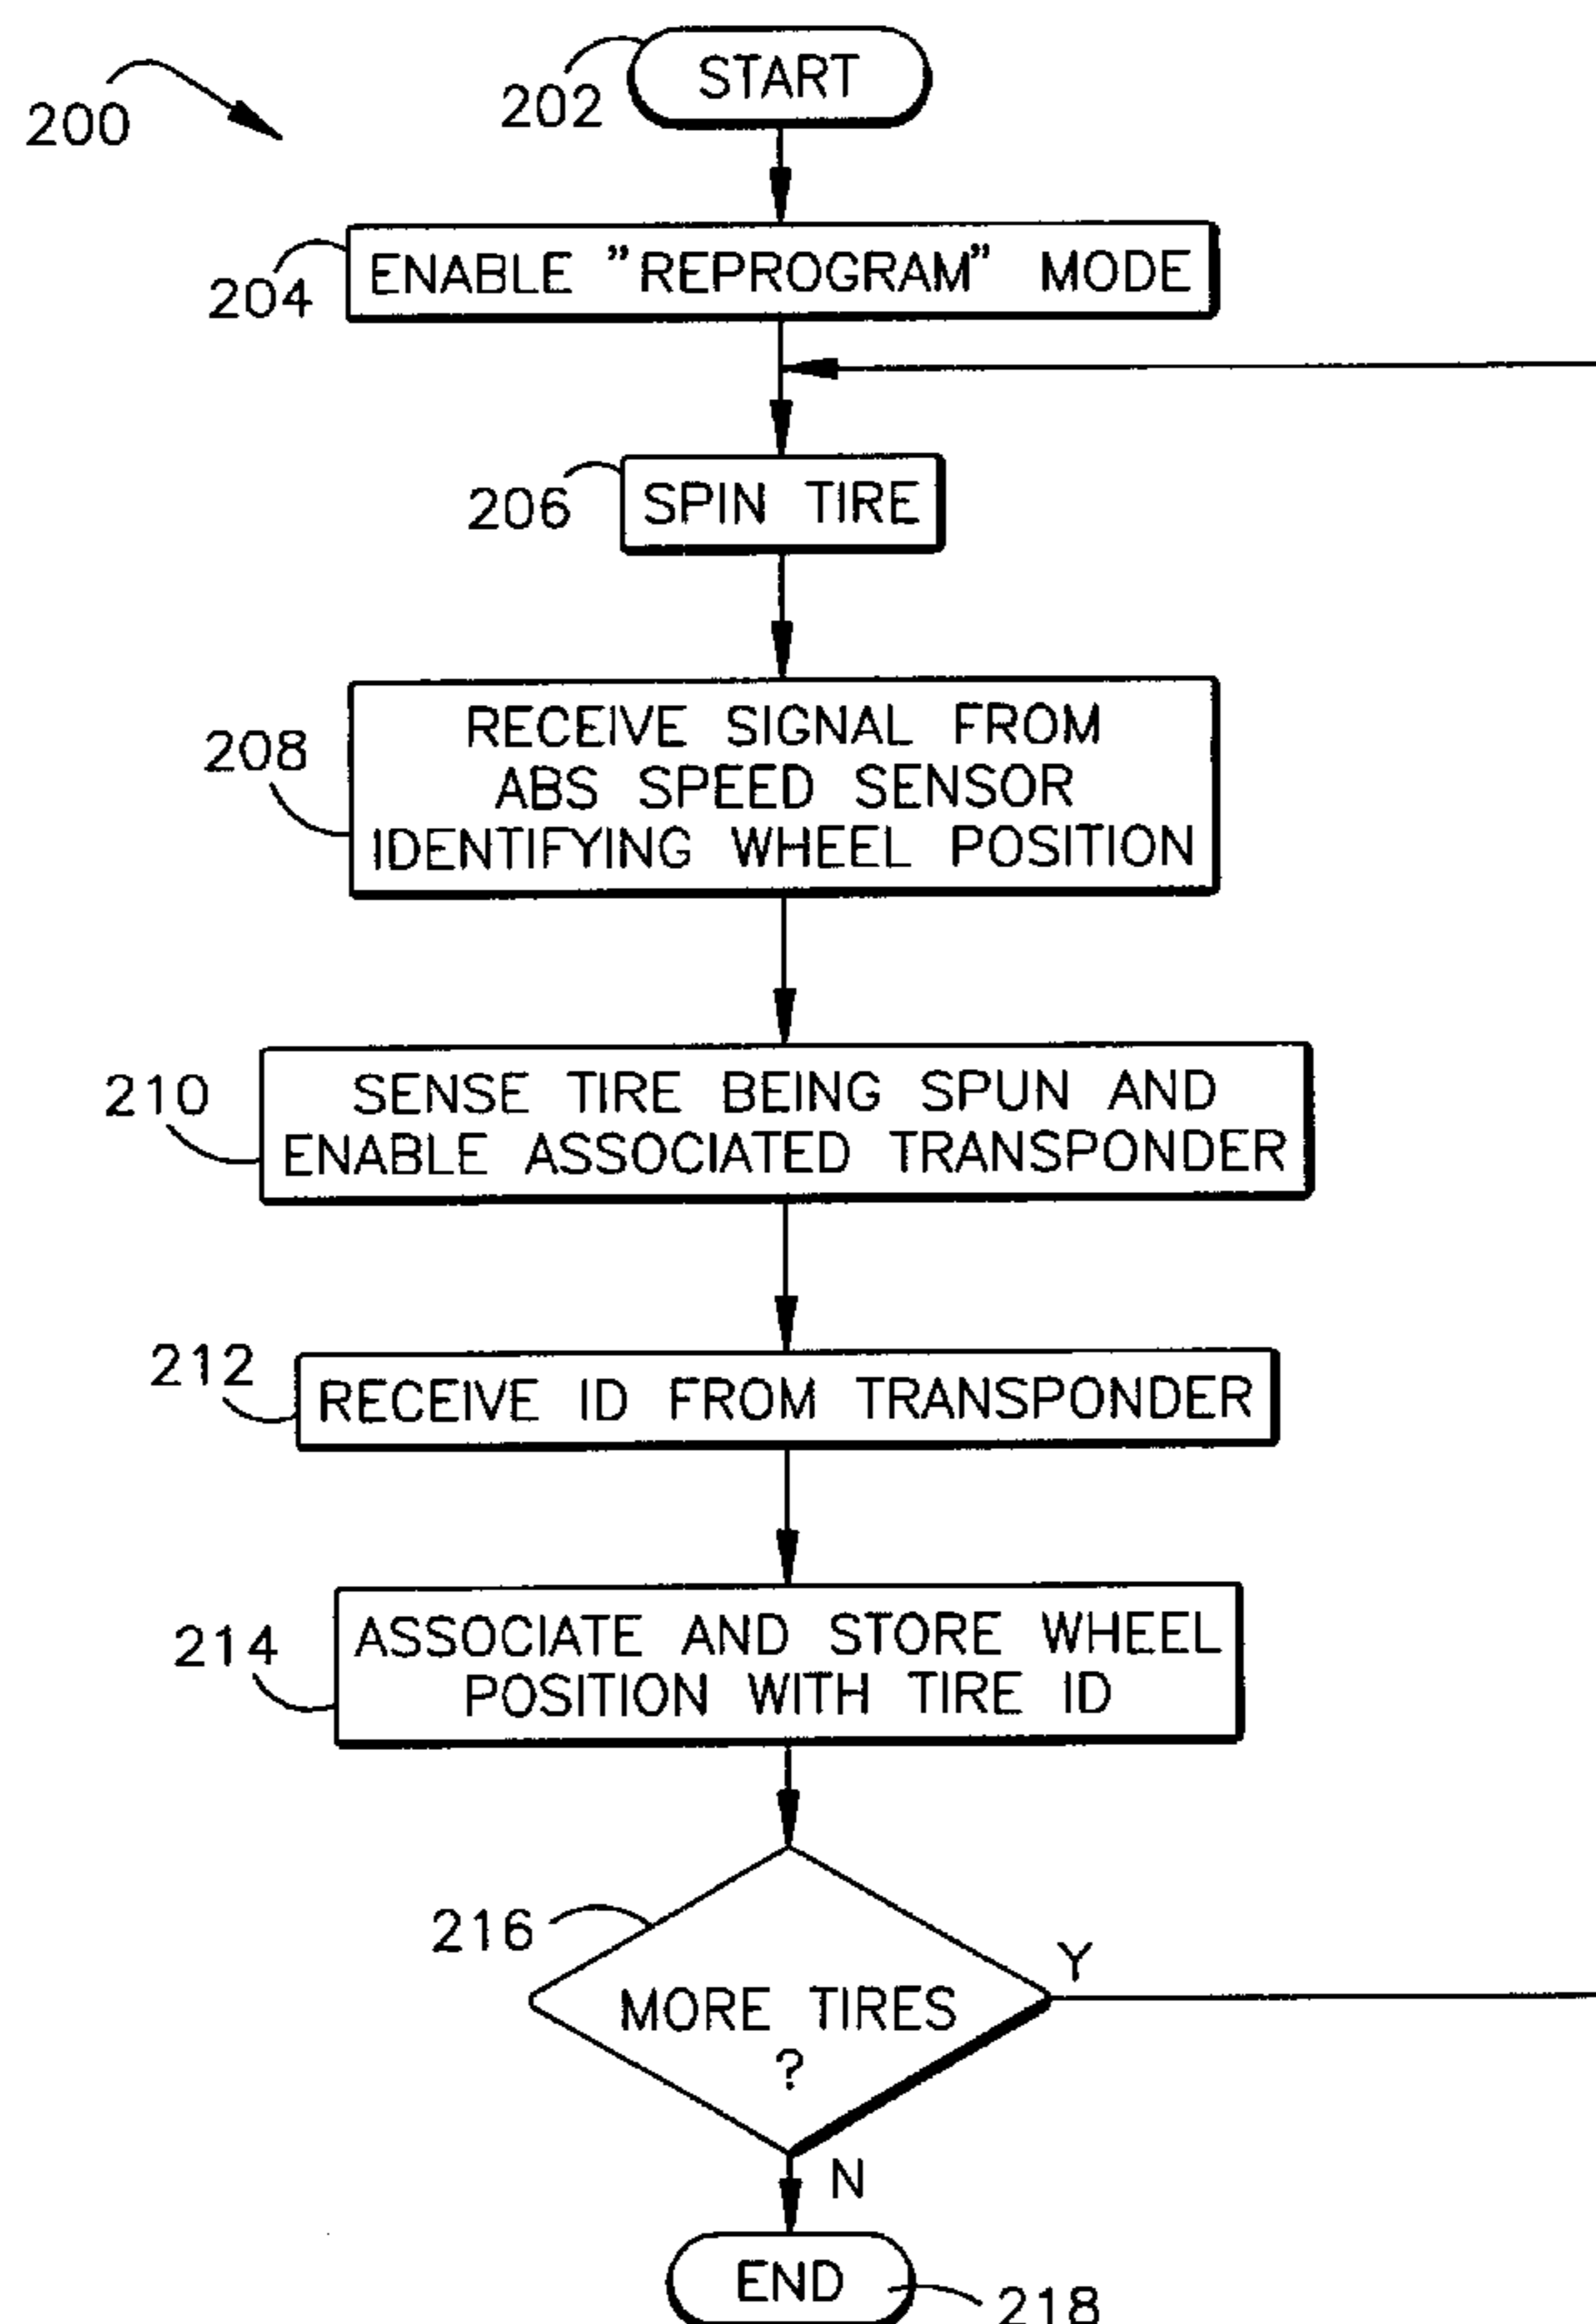 200
202
START
204
ENABLE "REPROGRAM" MODE
206
SPIN TIRE
208
RECEIVE SIGNAL FROM
ABS SPEED SENSOR
IDENTIFYING WHEEL POSITION
210
SENSE TIRE BEING SPUN AND
ENABLE ASSOCIATED TRANSPONDER
212
RECEIVE ID FROM TRANSPONDER
214
ASSOCIATE AND STORE WHEEL
POSITION WITH TIRE ID
216
MORE TIRES
?
Y
N
END
218